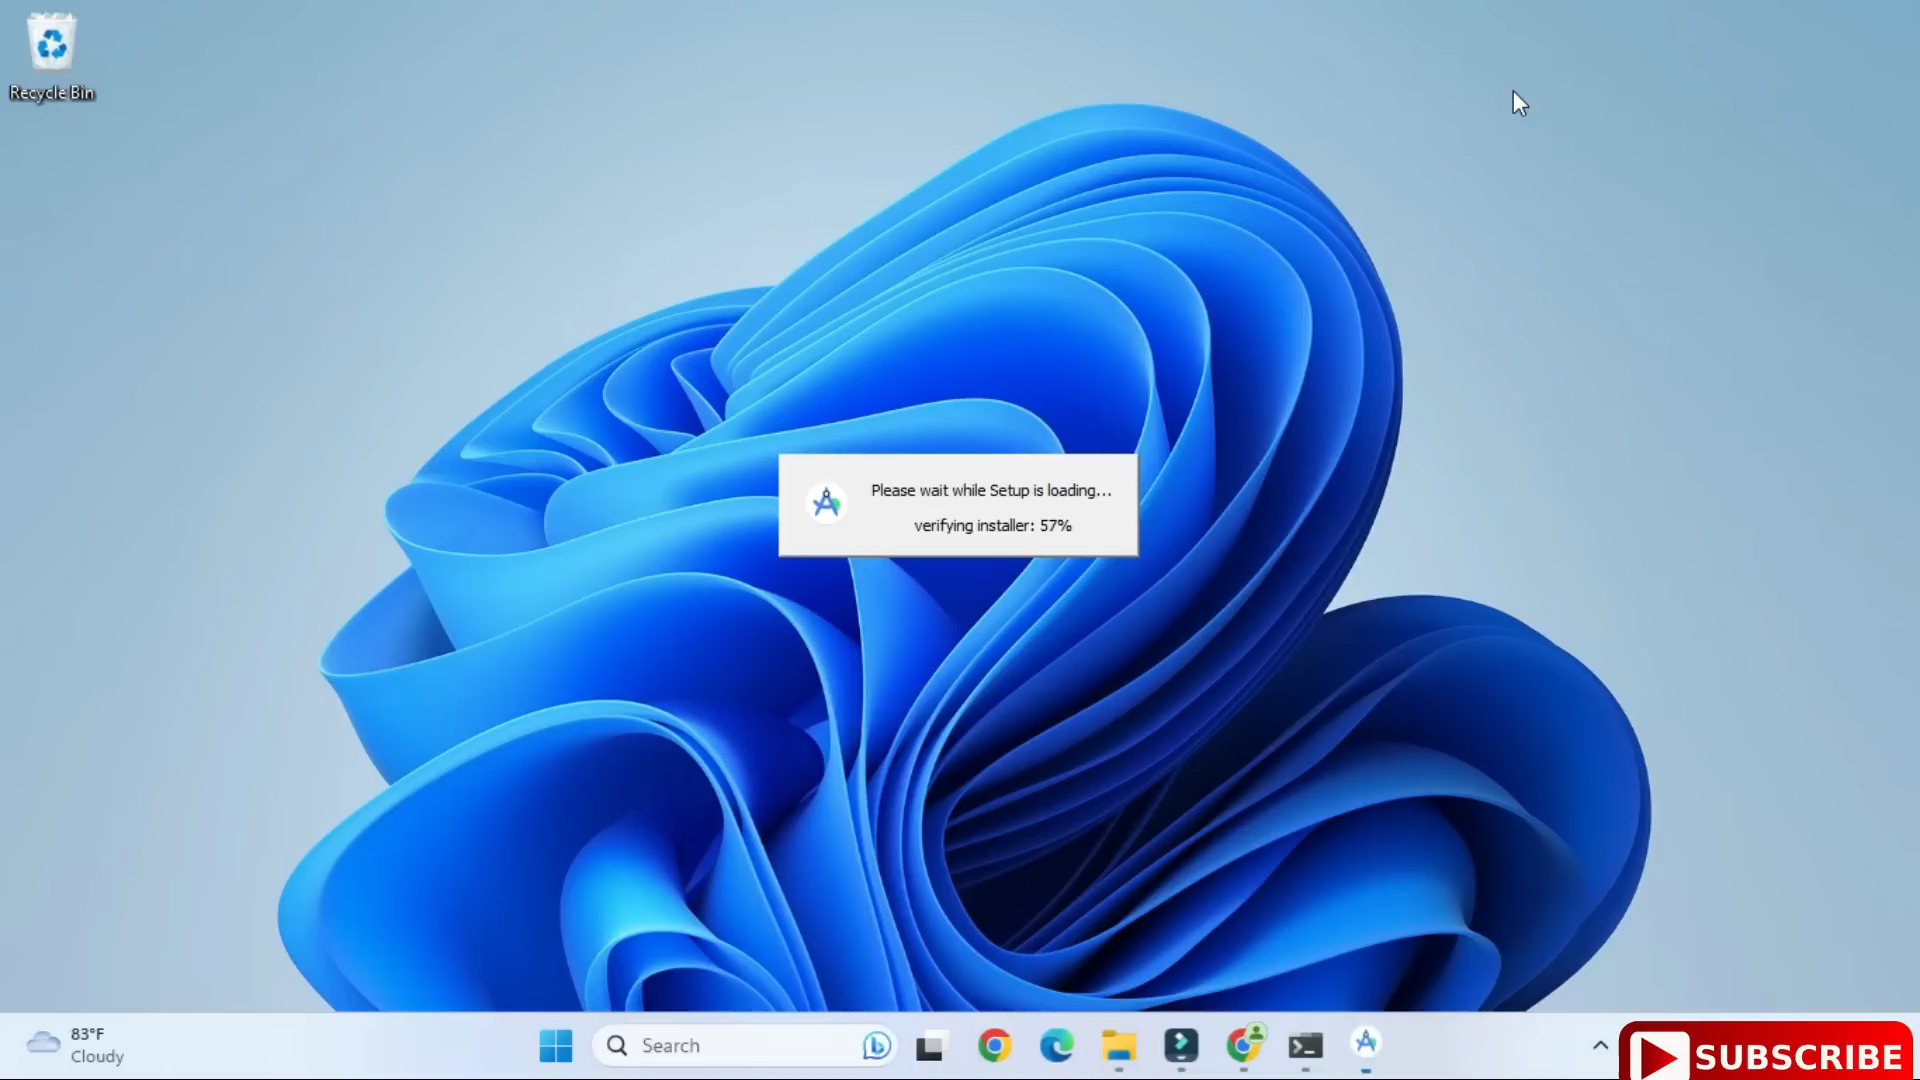 Recycle Bin
Please wait while Setup is loading...
verifying installer: 57%
83°F
Cloudy
Search
SUBSCRIBE